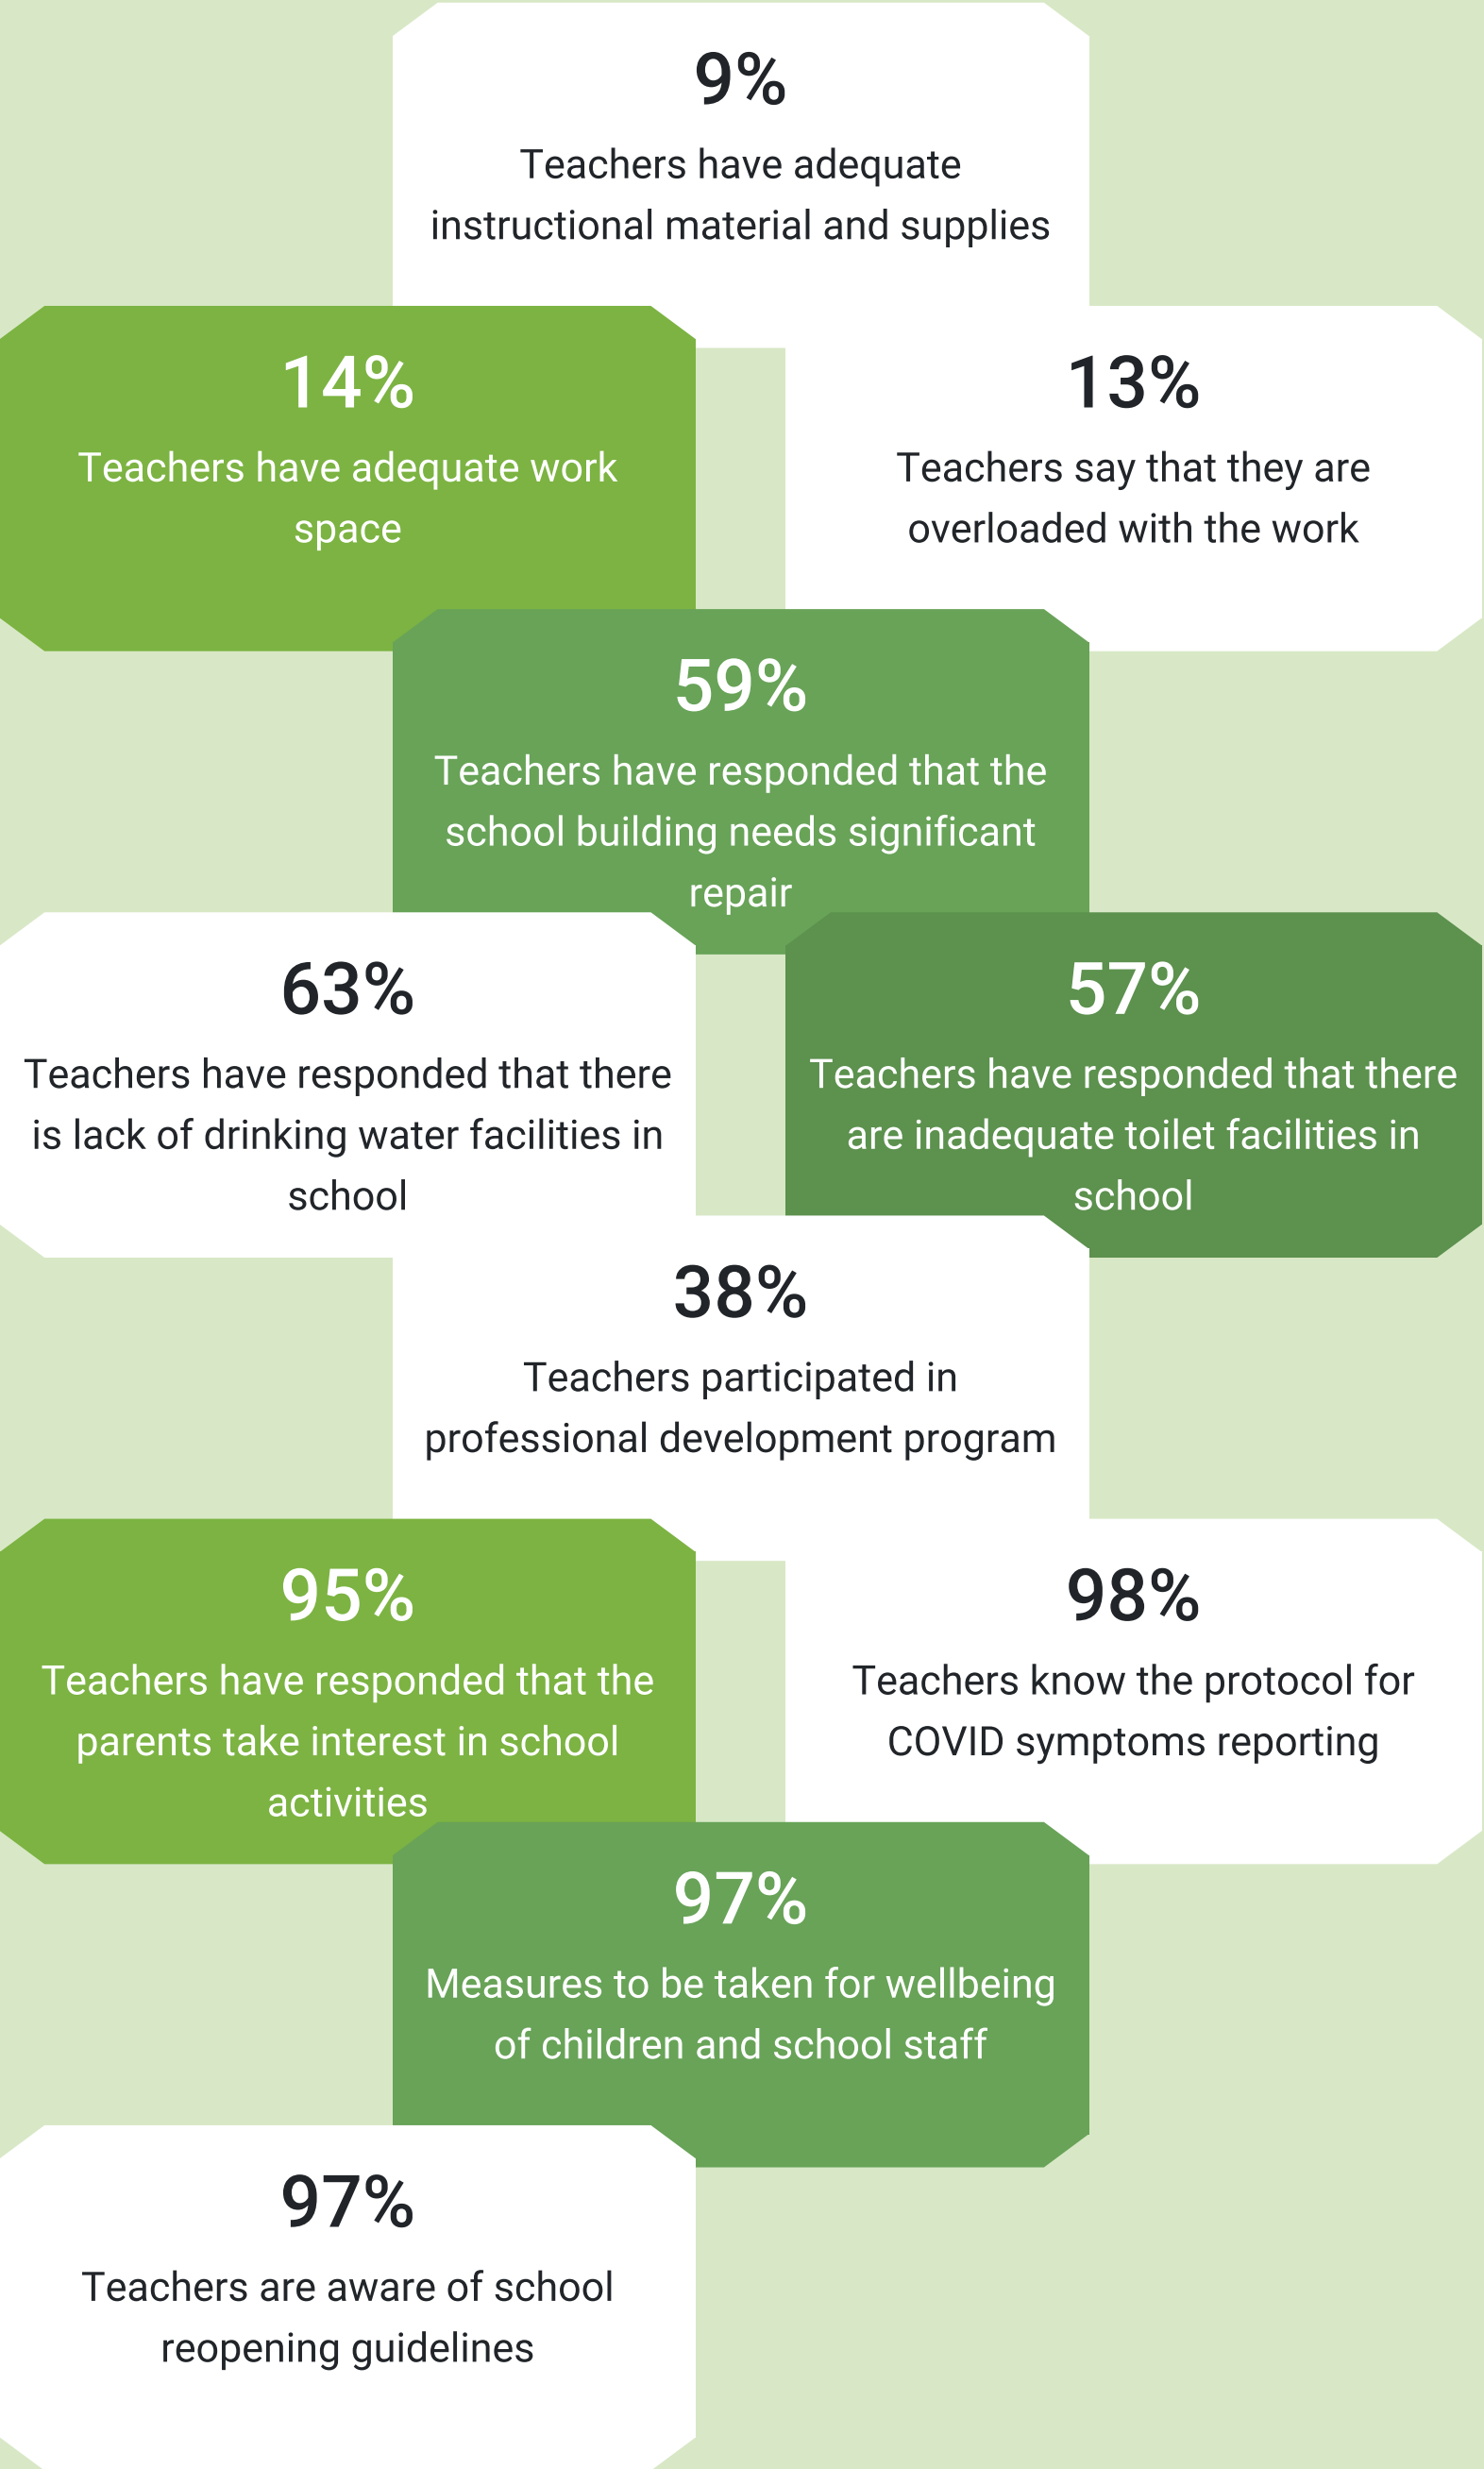 9%
Teachers have adequate
instructional material and supplies
14%
Teachers have adequate work
space
13%
Teachers say that they are
overloaded with the work
59%
Teachers have responded that the
school building needs significant
repair
63%
Teachers have responded that there
is lack of drinking water facilities in
school
57%
Teachers have responded that there
are inadequate toilet facilities in
school
38%
Teachers participated in
professional development program
95%
Teachers have responded that the
parents take interest in school
activities
98%
Teachers know the protocol for
COVID symptoms reporting
97%
Measures to be taken for wellbeing
of children and school staff
97%
Teachers are aware of school
reopening guidelines